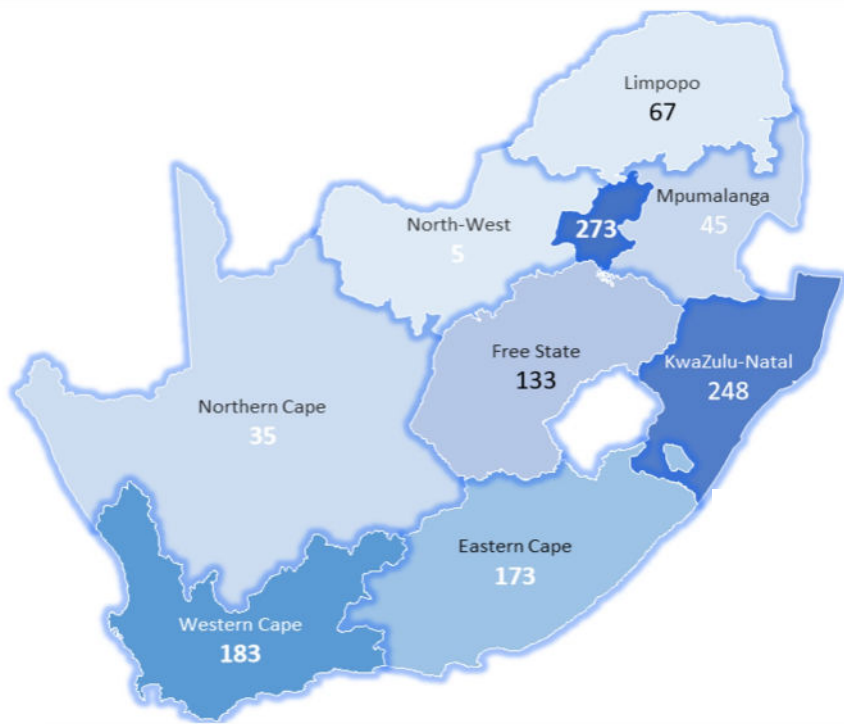 Limpopo
67
Mpumalanga
45
North-West
5
273
Free State
133
KwaZulu-Natal
248
Northern Cape
35
Eastern Cape
173
Western Cape
183